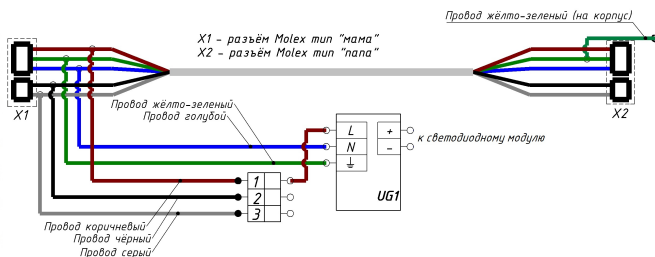 Провод жёлто-зеленый (на корпус)
X1 - разъём Molex тип "мама"
X2 - разъём Molex тип "папа"
X1
X2
Провод жёлто-зеленый
Провод голубой
L
N
+
-
к светодиодному модулю
UG1
1
2
3
Провод коричневый
Провод чёрный
Провод серый